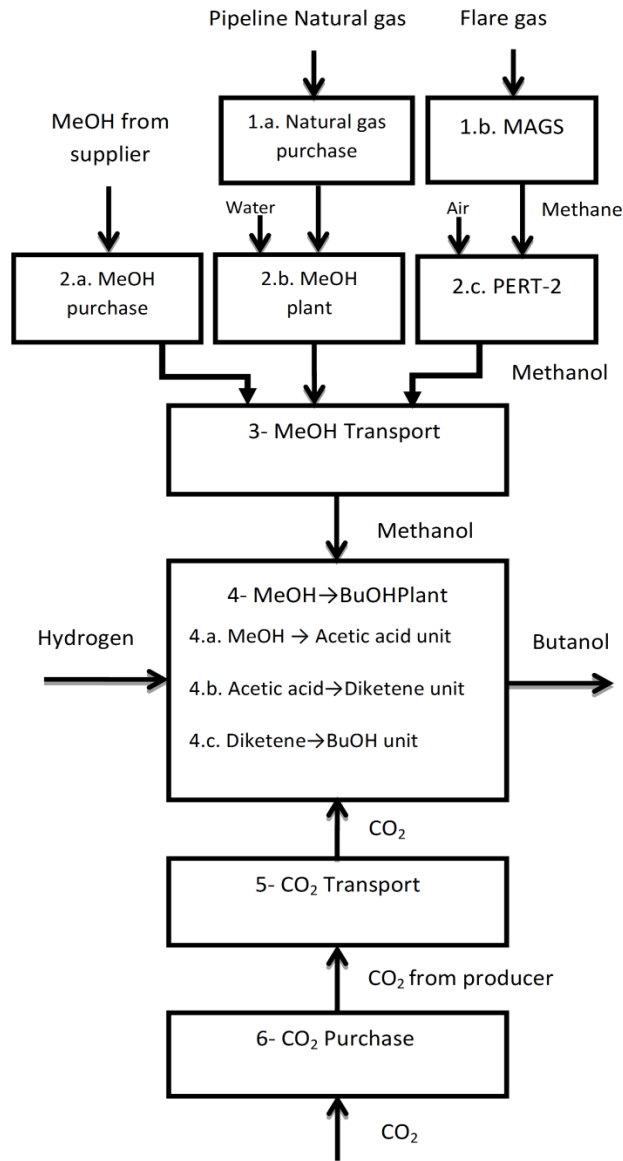 Pipeline Natural gas
Flare gas
MeOH from
supplier
1.a. Natural gas
purchase
1.b. MAGS
Water
Air
Methane
2.a. MeOH
purchase
2.b. MeOH
plant
2.c. PERT-2
Methanol
3- MeOH Transport
Methanol
4- MeOH→BuOHPlant
Hydrogen
4.a. MeOH → Acetic acid unit
Butanol
4.b. Acetic acid→Diketene unit
4.c. Diketene→BuOH unit
CO₂
5- CO₂ Transport
CO₂ from producer
6- CO₂ Purchase
CO₂